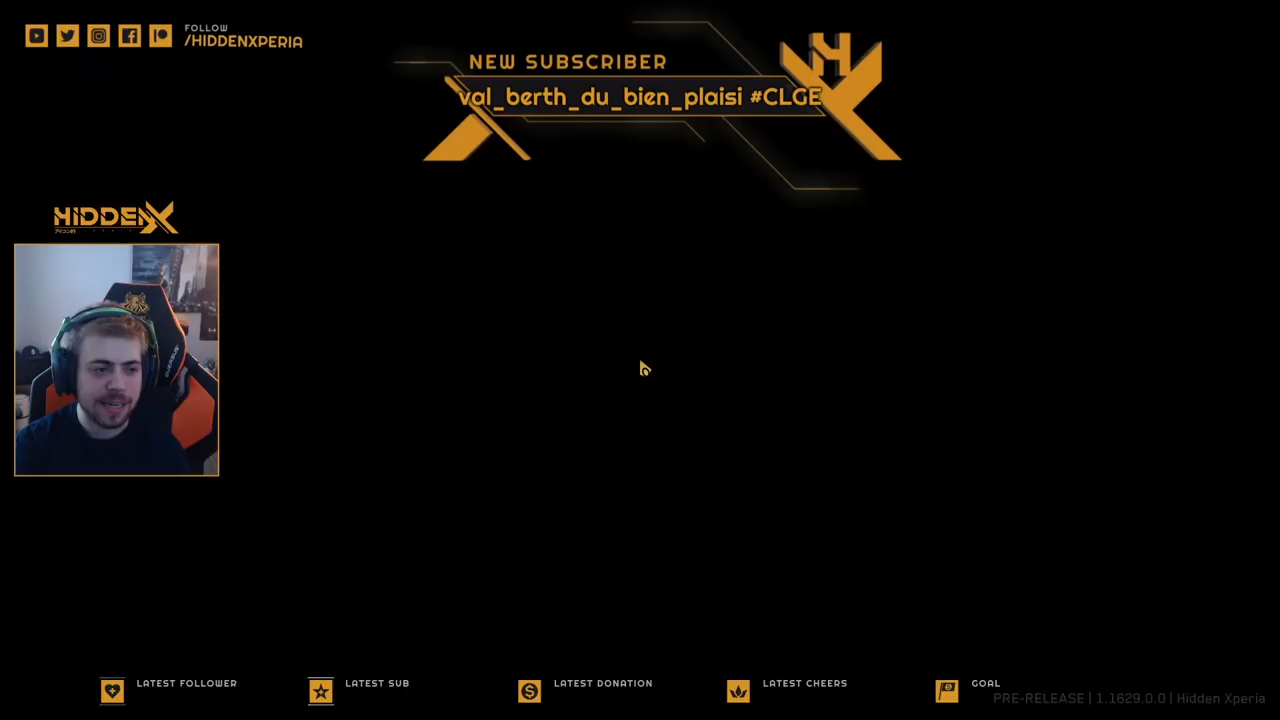 FOLLOW
/HIDDENXPERIA
NEW SUBSCRIBER
val_berth_du_bien_plaisi #CLGE
HIDDENX
LATEST FOLLOWER
LATEST SUB
LATEST DONATION
LATEST CHEERS
GOAL
PRE-RELEASE | 1.1629.0.0 | Hidden Xperia